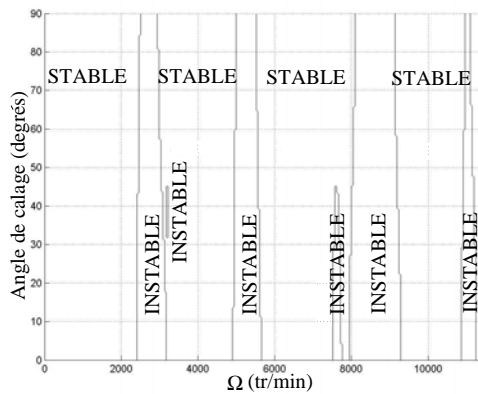 90
80
70
60
50
40
30
20
10
0
Angle de calage (degrés)
STABLE STABLE STABLE STABLE
INSTABLE
INSTABLE
INSTABLE
INSTABLE
INSTABLE
INSTABLE
0 2000 4000 6000 8000 10000
Ω (tr/min)